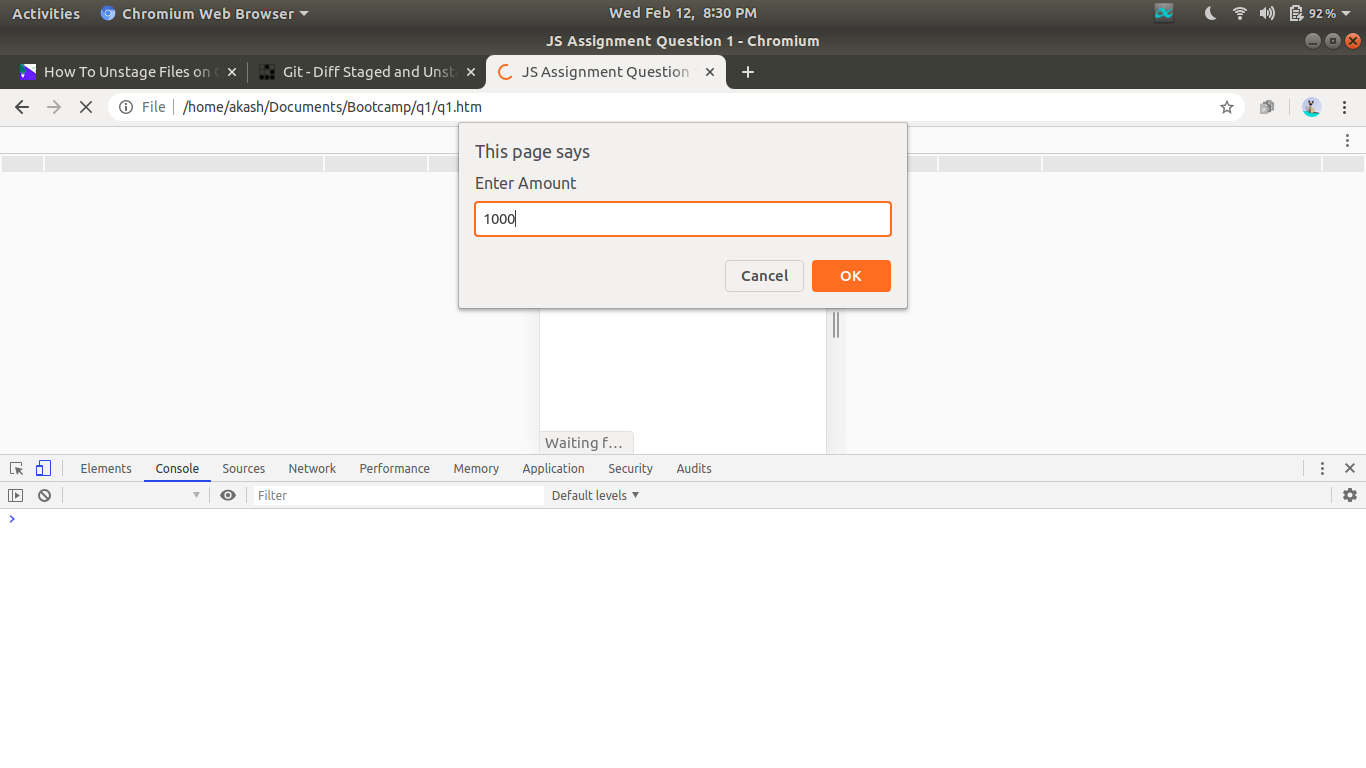 Activities Chromium Web Browser Wed Feb 12, 8:30 PM 92%
JS Assignment Question 1 - Chromium
How To Unstage Files on Git - Diff Staged and Unst JS Assignment Question
File /home/akash/Documents/Bootcamp/q1/q1.htm
This page says
Enter Amount
1000
Cancel OK
Waiting f...
Elements Console Sources Network Performance Memory Application Security Audits
Filter Default levels